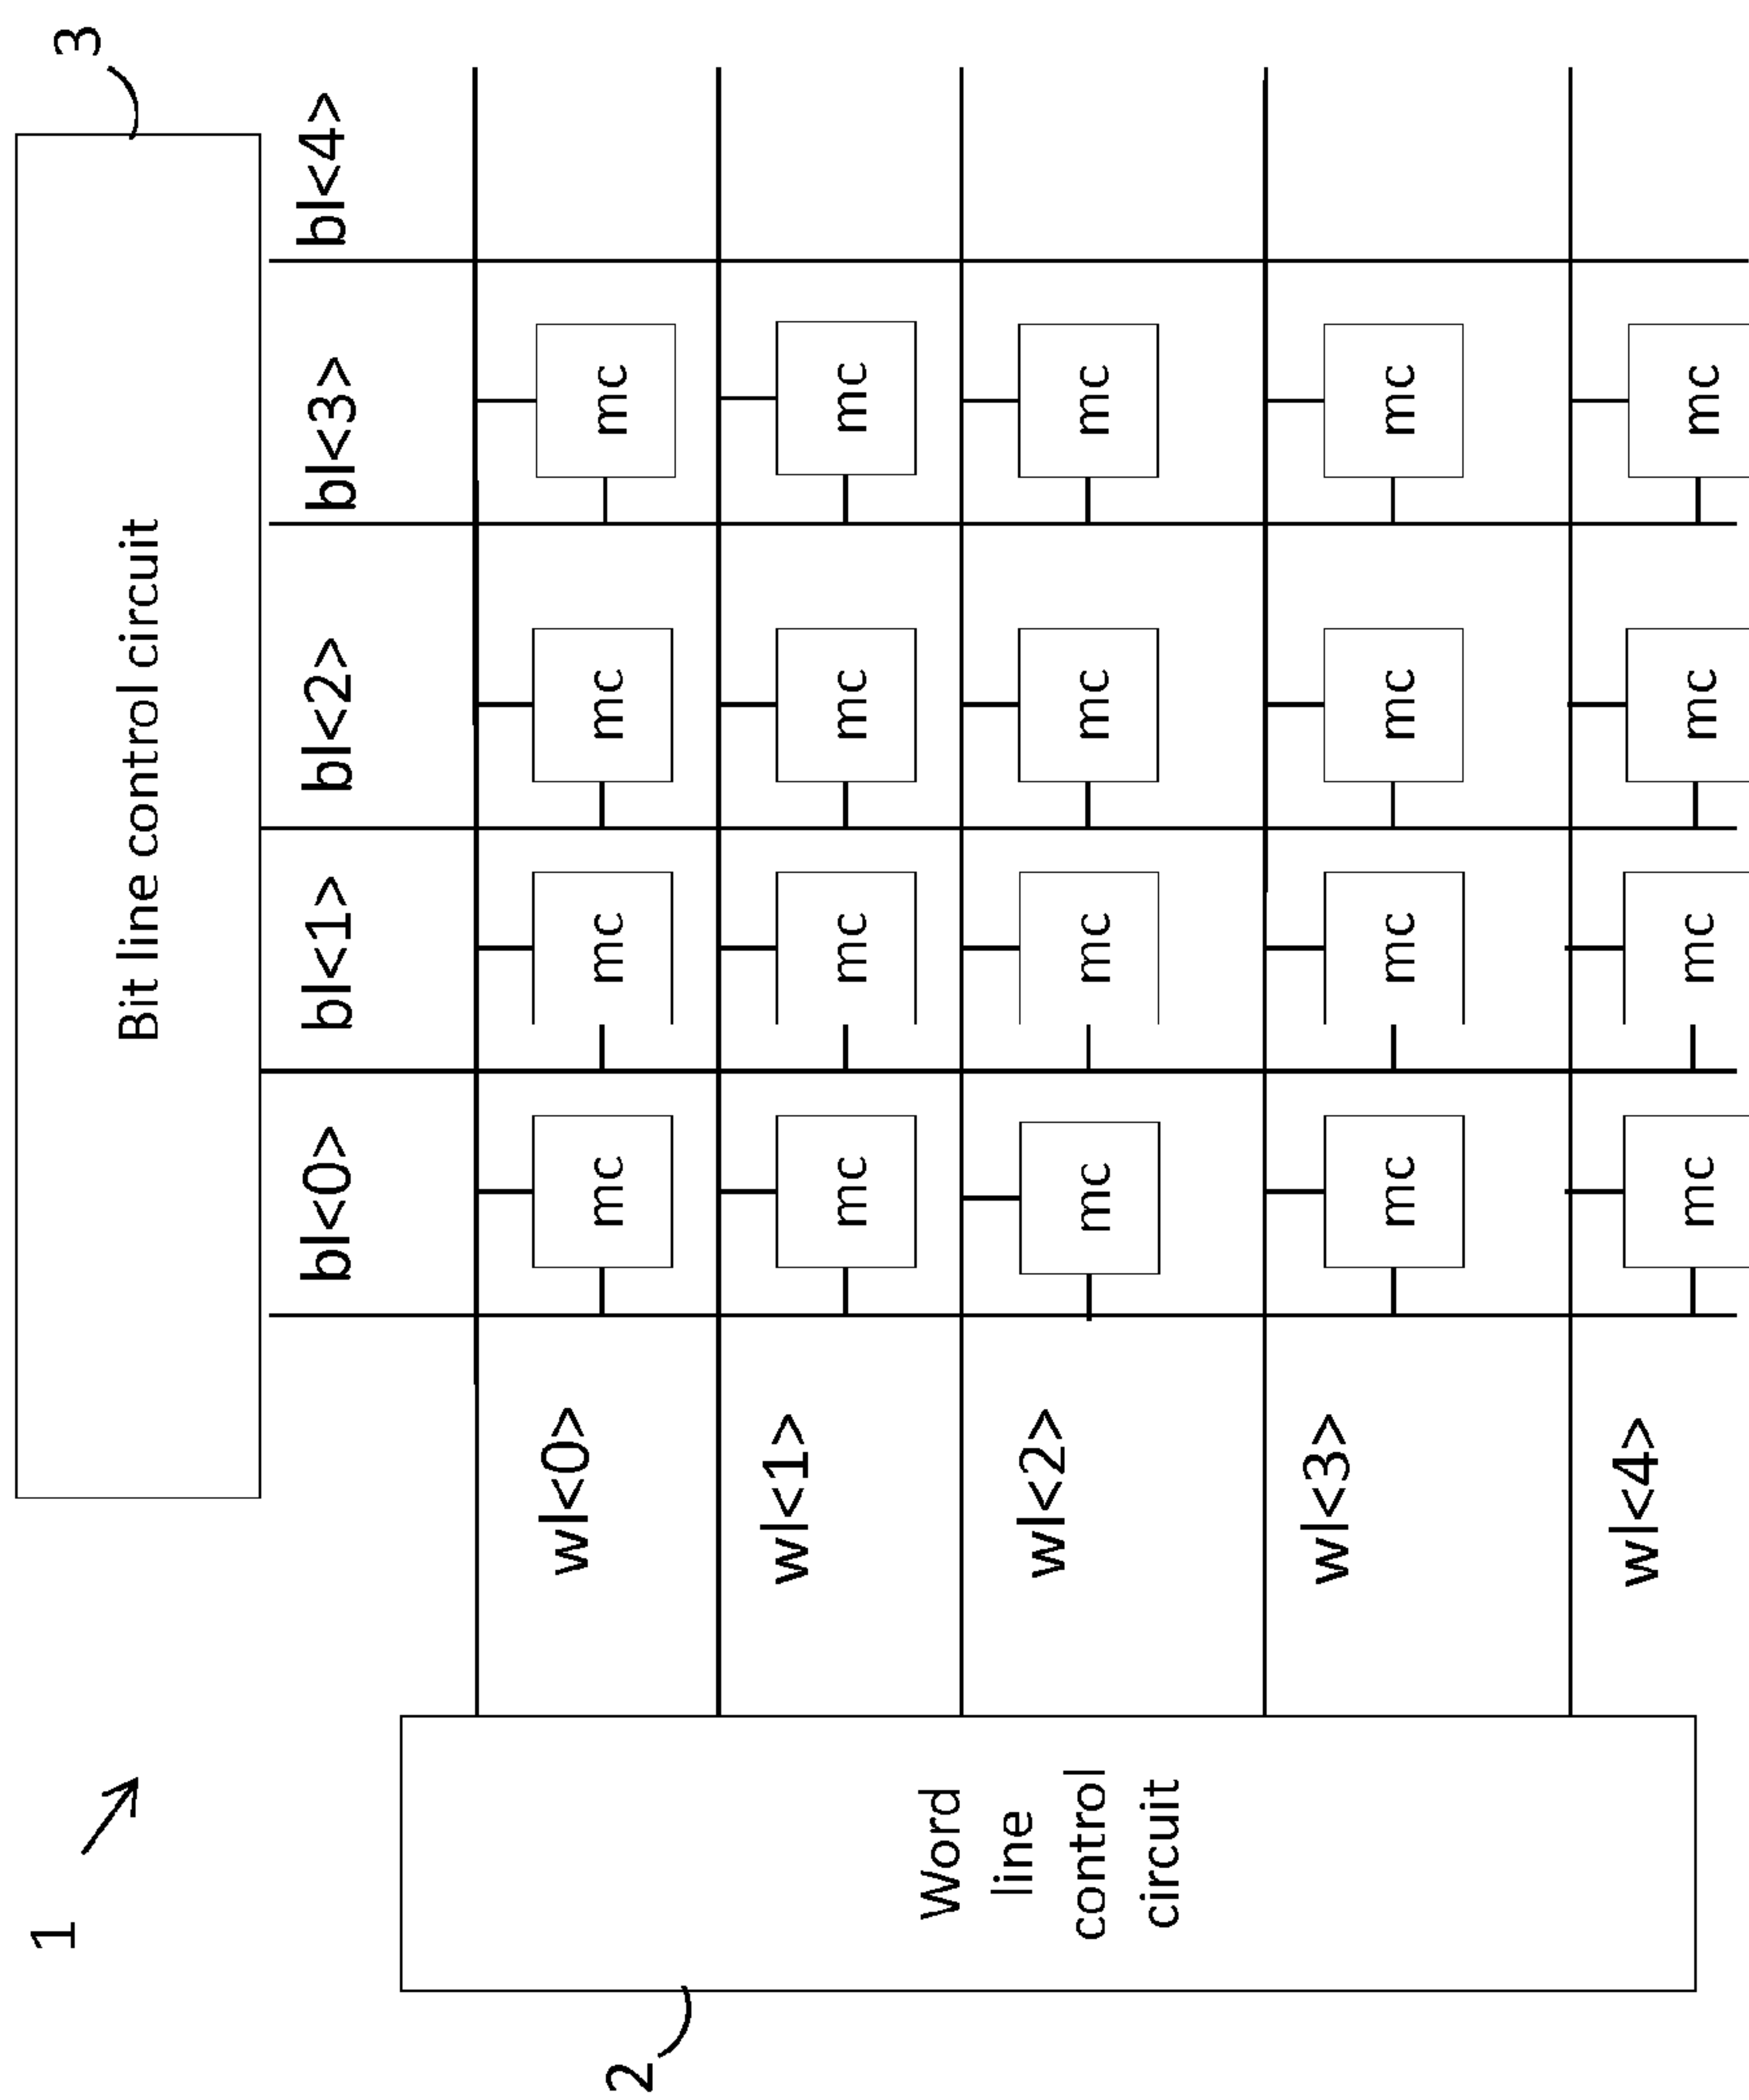 1
3
Bit line control circuit
bl<0> bl<1> bl<2> bl<3> bl<4>
2
Word
line
control
circuit
wl<0>
mc mc mc mc
wl<1>
mc mc mc mc
wl<2>
mc mc mc mc
wl<3>
mc mc mc mc
wl<4>
mc mc mc mc